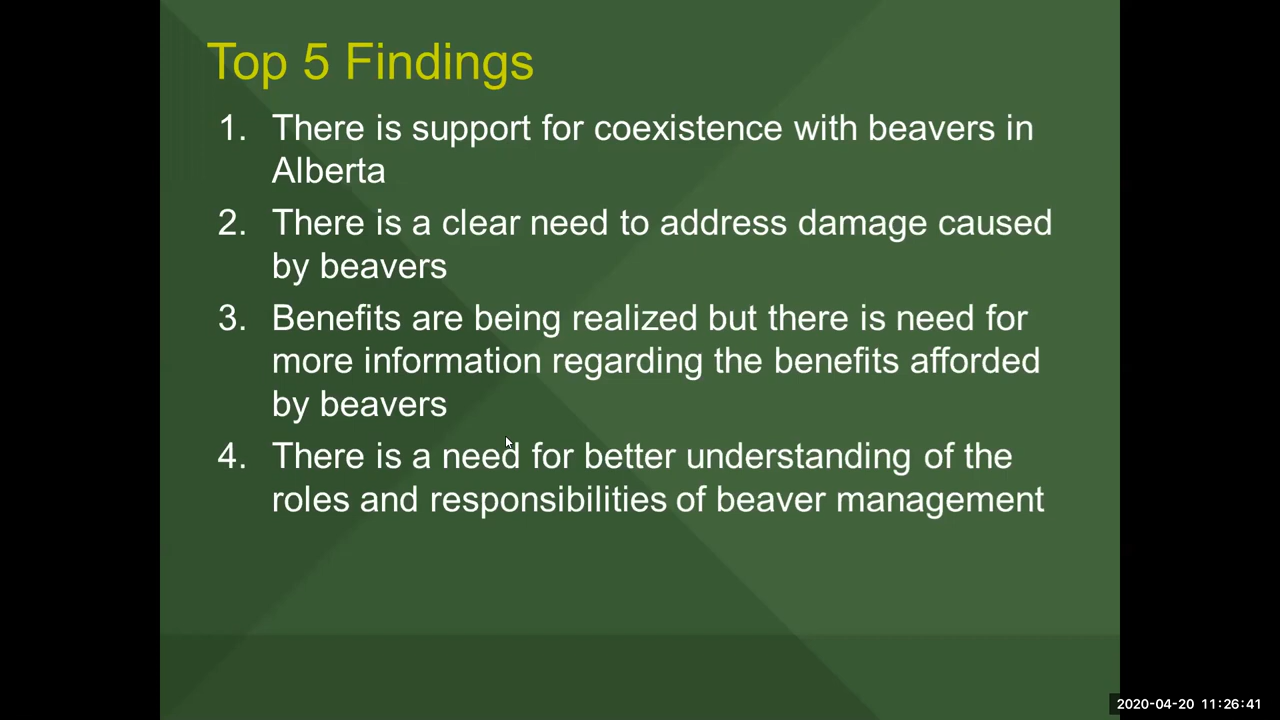 Top 5 Findings
1. There is support for coexistence with beavers in
Alberta
2. There is a clear need to address damage caused
by beavers
3. Benefits are being realized but there is need for
more information regarding the benefits afforded
by beavers
4. There is a need for better understanding of the
roles and responsibilities of beaver management
2020-04-20 11:26:41